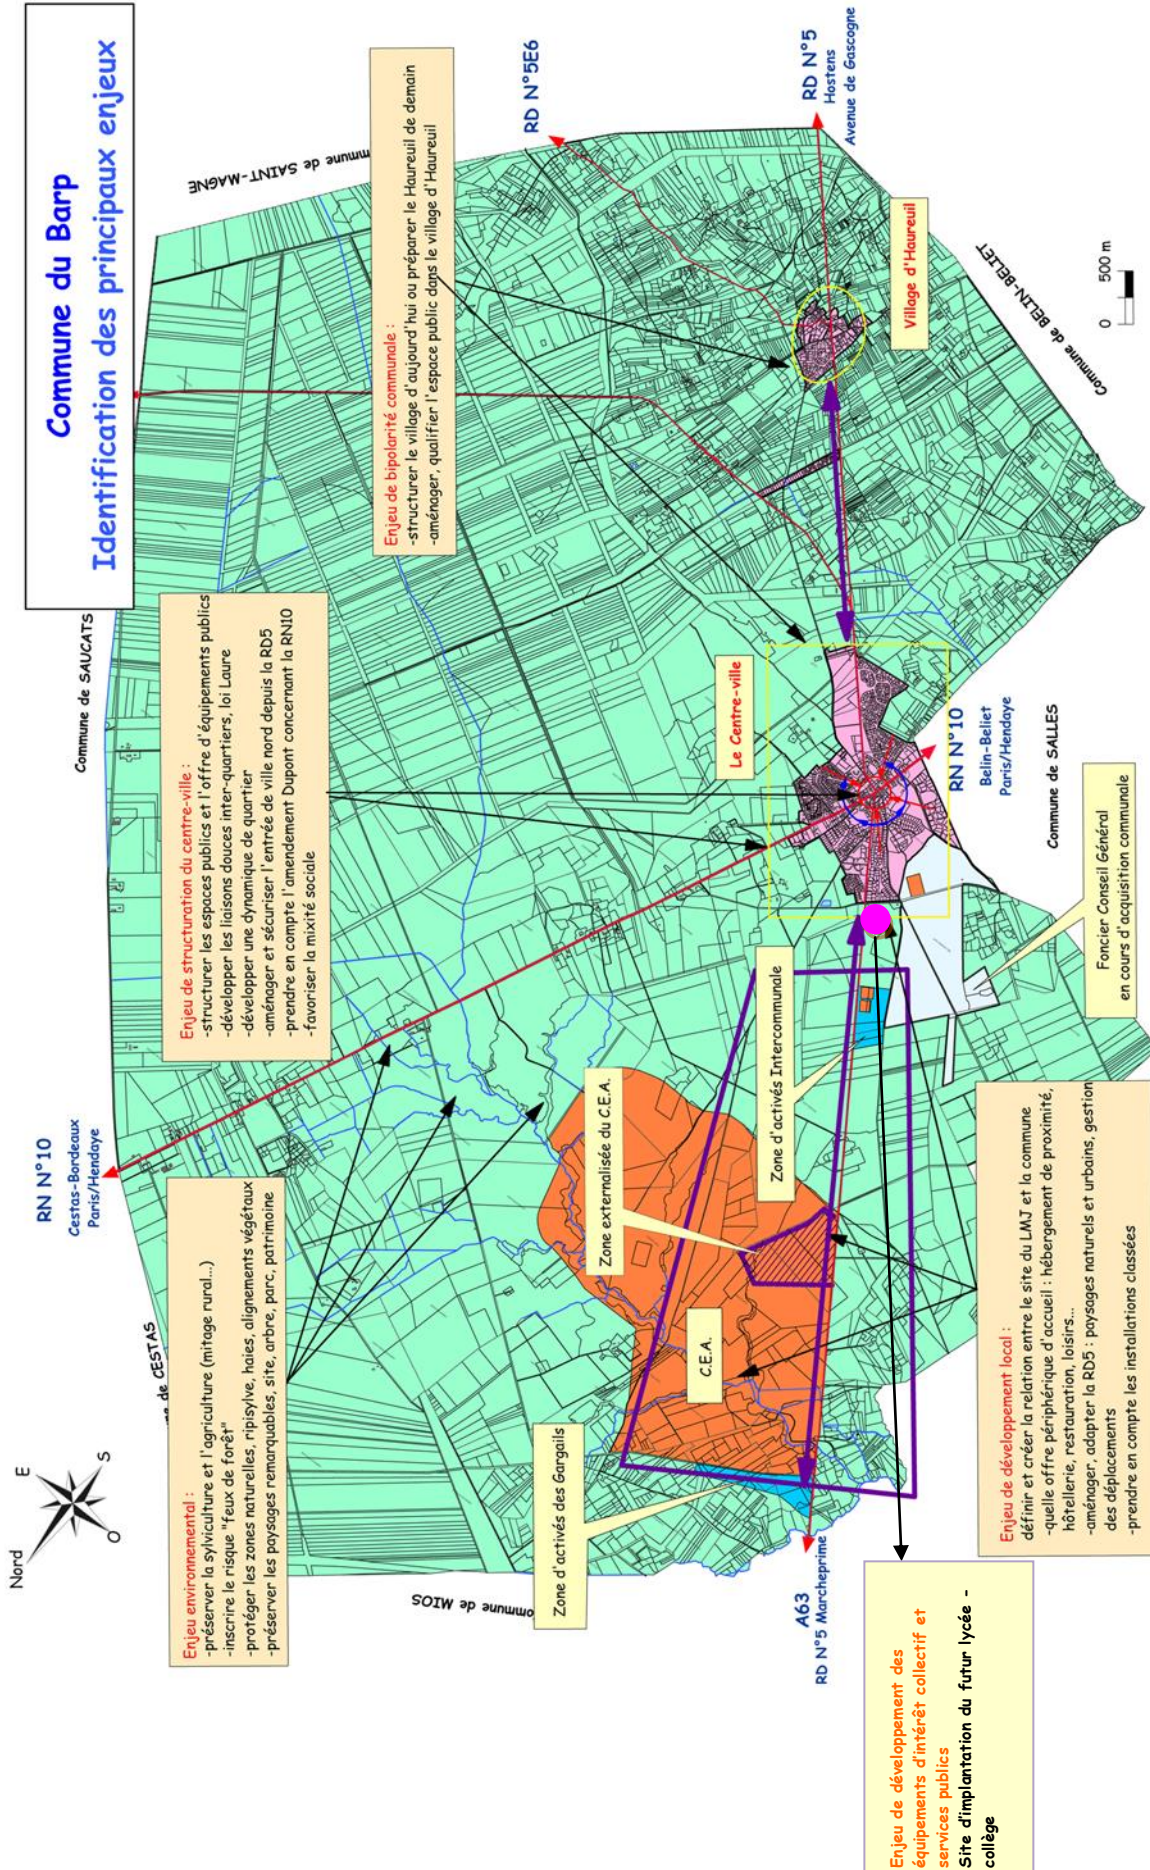 Commune du Barp
Identification des principaux enjeux
Nord
E
S
O
RN N°10
Cestas-Bordeaux
Paris/Hendaye
Commune de SAUCATS
mmune de SAINT-MAGNE
RD N°5E6
RD N°5
Hostens
Avenue de Gascogne
Enjeu environnemental :
-préserver la sylviculture et l'agriculture (mitage rural...)
-inscrire le risque "feux de forêt"
-protéger les zones naturelles, ripisylve, haies, alignements végétaux
-préserver les paysages remarquables, site, arbre, parc, patrimoine
Enjeu de structuration du centre-ville :
-structurer les espaces publics et l'offre d'équipements publics
-développer les liaisons douces inter-quartiers, loi Laure
-développer une dynamique de quartier
-aménager et sécuriser l'entrée de ville nord depuis la RD5
-prendre en compte l'amendement Dupont concernant la RN10
-favoriser la mixité sociale
Enjeu de bipolarité communale :
-structurer le village d'aujourd'hui ou préparer le Haureuil de demain
-aménager, qualifier l'espace public dans le village d'Haureuil
ne de CESTAS
ommune de MIOS
Zone d'activés des Gargails
C.E.A.
Zone externalisée du C.E.A.
Zone d'activés Intercommunale
Le Centre-ville
Village d'Haureuil
Commune de BELIN-BELIET
0 500 m
A63
RD N°5 Marcheprime
RN N°10
Belin-Beliet
Paris/Hendaye
Commune de SALLES
Foncier Conseil Général
en cours d'acquisition communale
Enjeu de développement local :
définir et créer la relation entre le site du LMJ et la commune
-quelle offre périphérique d'accueil : hébergement de proximité,
hôtellerie, restauration, loisirs...
-aménager, adapter la RD5 : paysages naturels et urbains, gestion
des déplacements
-prendre en compte les installations classées
Enjeu de développement des
équipements d'intérêt collectif et
services publics
Site d'implantation du futur lycée -
collège